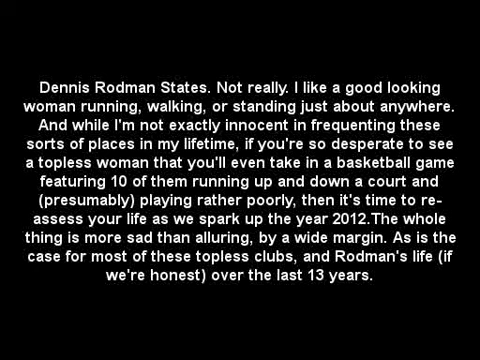 Dennis Rodman States. Not really. I like a good looking
woman running, walking, or standing just about anywhere.
And while I'm not exactly innocent in frequenting these
sorts of places in my lifetime, if you're so desperate to see
a topless woman that you'll even take in a basketball game
featuring 10 of them running up and down a court and
(presumably) playing rather poorly, then it's time to re-
assess your life as we spark up the year 2012.The whole
thing is more sad than alluring, by a wide margin. As is the
case for most of these topless clubs, and Rodman's life (if
we're honest) over the last 13 years.